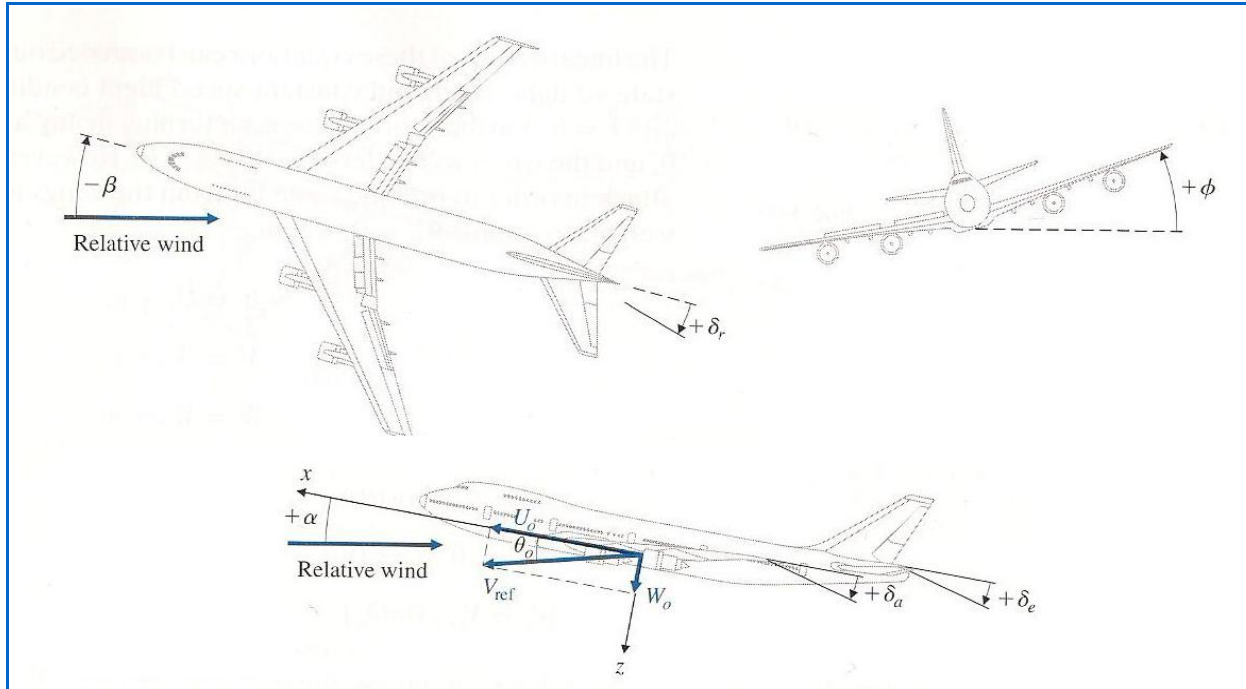 −β
Relative wind
+δr
+ϕ
x
+α
Relative wind
Uo
θo
Vref
Wo
z
+δa
+δe